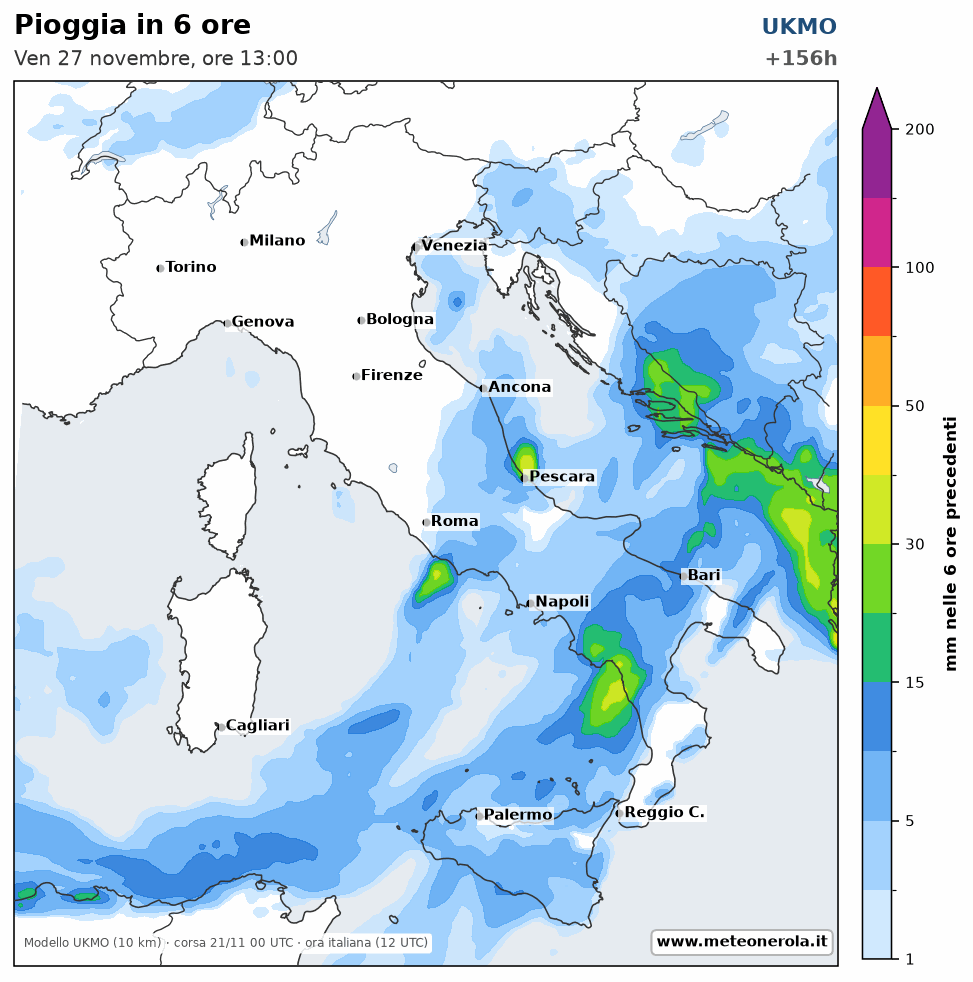 Pioggia in 6 ore
UKMO
Ven 27 novembre, ore 13:00
+156h
200
100
50
30
15
5
1
mm nelle 6 ore precedenti
Milano
Venezia
Torino
Genova
Bologna
Firenze
Ancona
Pescara
Roma
Bari
Napoli
Cagliari
Palermo
Reggio C.
Modello UKMO (10 km) · corsa 21/11 00 UTC · ora italiana (12 UTC)
www.meteonerola.it